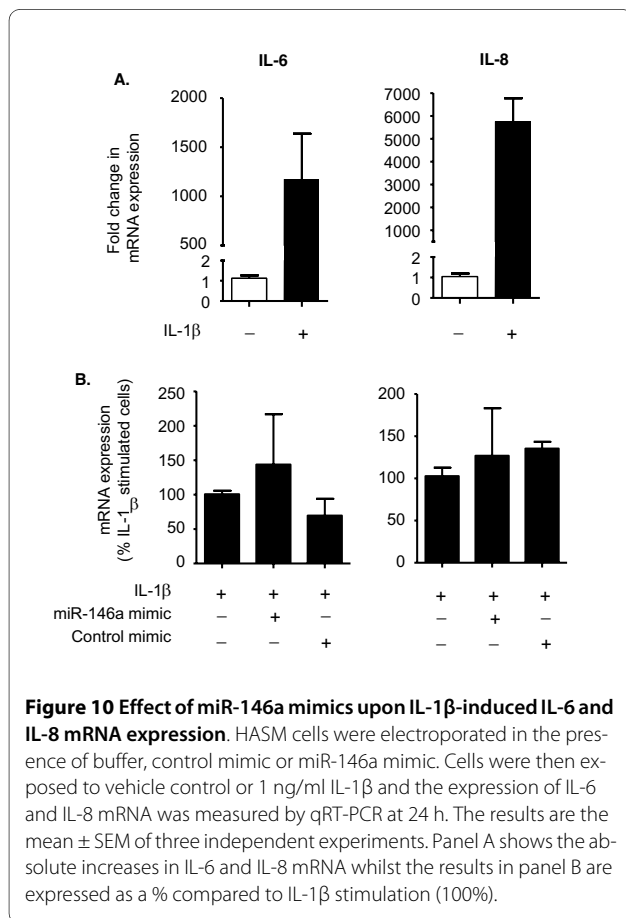 IL-6 IL-8
A.
Fold change in
mRNA expression
2000
1500
1000
500
2
1
0
7000
6000
5000
4000
3000
2000
1000
2
1
0
IL-1β − + − +
B.
mRNA expression
(% IL-1β stimulated cells)
250
200
150
100
50
0
200
150
100
50
0
IL-1β + + + + + +
miR-146a mimic − + − − + −
Control mimic − − + − − +
Figure 10 Effect of miR-146a mimics upon IL-1β-induced IL-6 and
IL-8 mRNA expression. HASM cells were electroporated in the pres-
ence of buffer, control mimic or miR-146a mimic. Cells were then ex-
posed to vehicle control or 1 ng/ml IL-1β and the expression of IL-6
and IL-8 mRNA was measured by qRT-PCR at 24 h. The results are the
mean ± SEM of three independent experiments. Panel A shows the ab-
solute increases in IL-6 and IL-8 mRNA whilst the results in panel B are
expressed as a % compared to IL-1β stimulation (100%).